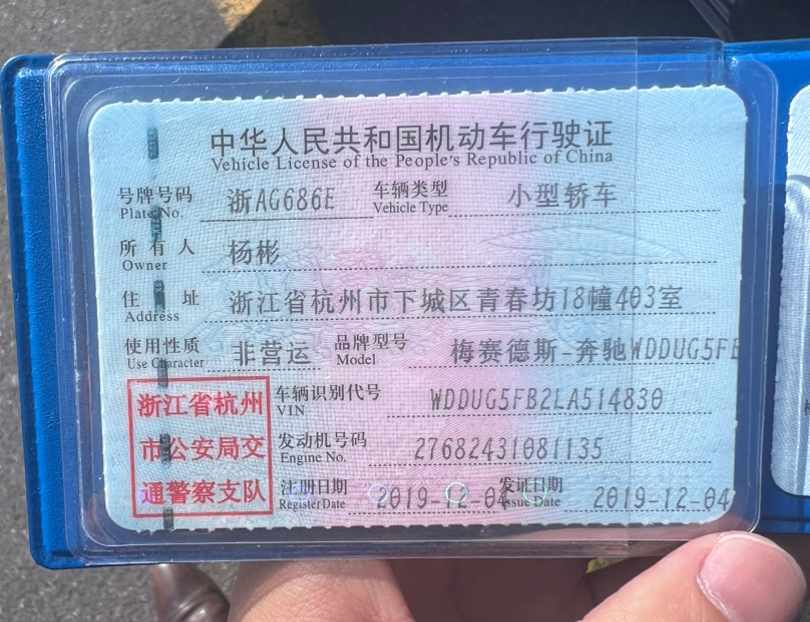 中华人民共和国机动车行驶证
Vehicle License of the People's Republic of China
号牌号码 浙AG686E 车辆类型 小型轿车
Plate No. Vehicle Type
所有人 杨彬
Owner
住址 浙江省杭州市下城区青春坊18幢403室
Address
使用性质 非营运 品牌型号 梅赛德斯-奔驰WDDUG5FB
Use Character Model
浙江省杭州 车辆识别代号 WDDUG5FB2LA514830
VIN
市公安局交 发动机号码 27682431081135
Engine No.
通警察支队 注册日期 2019-12-04 发证日期 2019-12-04
Register Date Issue Date